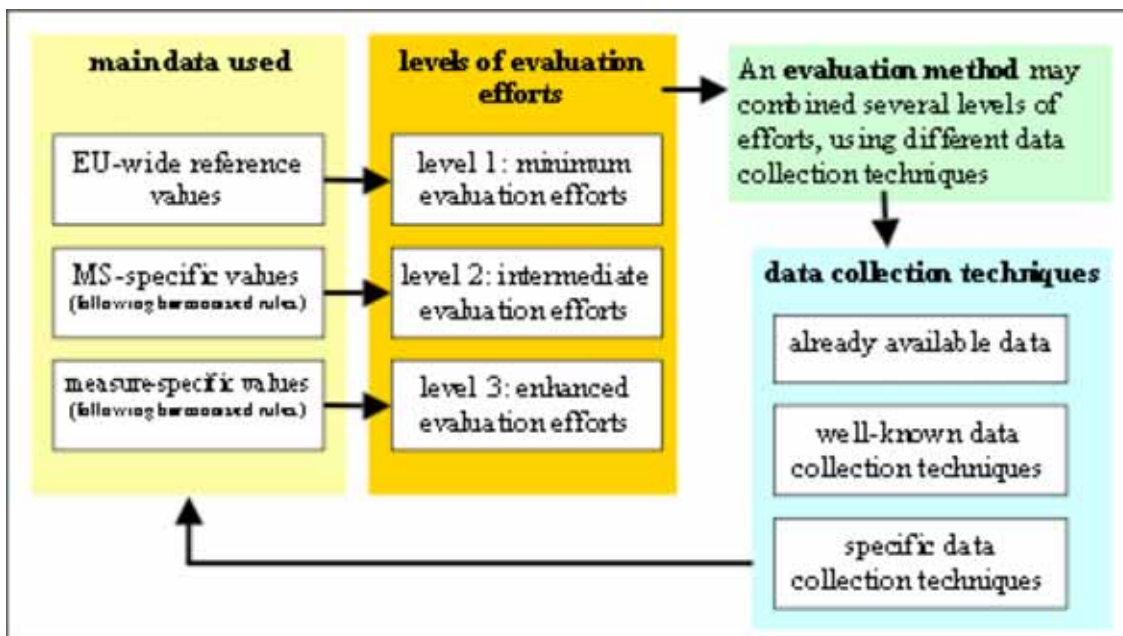 main data used
EU-wide reference
values
MS-specific values
(following harmonised rules)
measure-specific values
(following harmonised rules)
levels of evaluation
efforts
level 1: minimum
evaluation efforts
level 2: intermediate
evaluation efforts
level 3: enhanced
evaluation efforts
An evaluation method may
combined several levels of
efforts, using different data
collection techniques
data collection techniques
already available data
well-known data
collection techniques
specific data
collection techniques